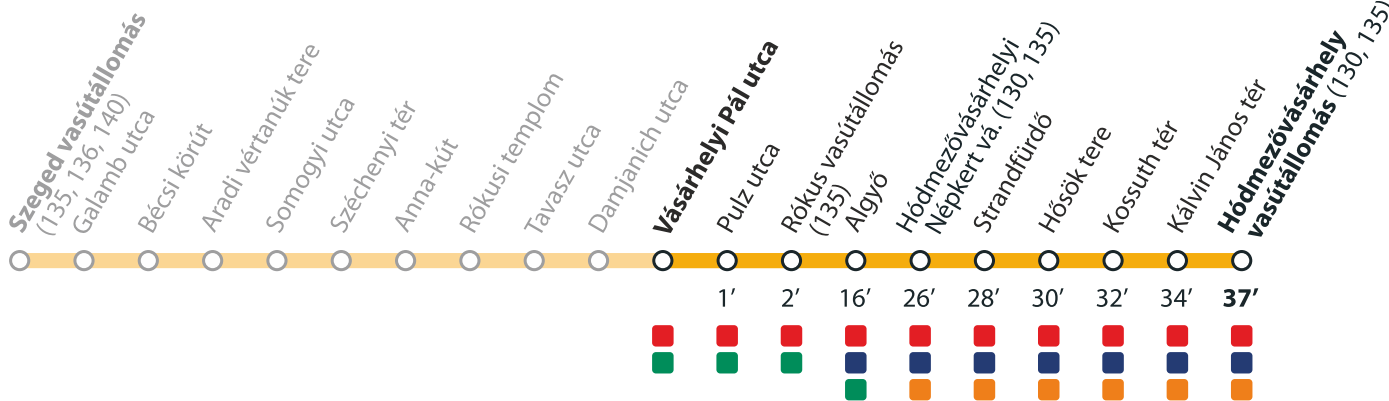 Szeged vasútállomás
(135, 136, 140)
Galamb utca
Bécsi körút
Aradi vértanúk tere
Somogyi utca
Széchenyi tér
Anna-kút
Rókusi templom
Tavasz utca
Damjanich utca
Vásárhelyi Pál utca
Pulz utca
Rókus vasútállomás
(135)
Algyő
Hódmezővásárhelyi
Népkert vá. (130, 135)
Strandfürdő
Hősök tere
Kossuth tér
Kálvin János tér
Hódmezővásárhely
vasútállomás (130, 135)
1’ 2’ 16’ 26’ 28’ 30’ 32’ 34’ 37’